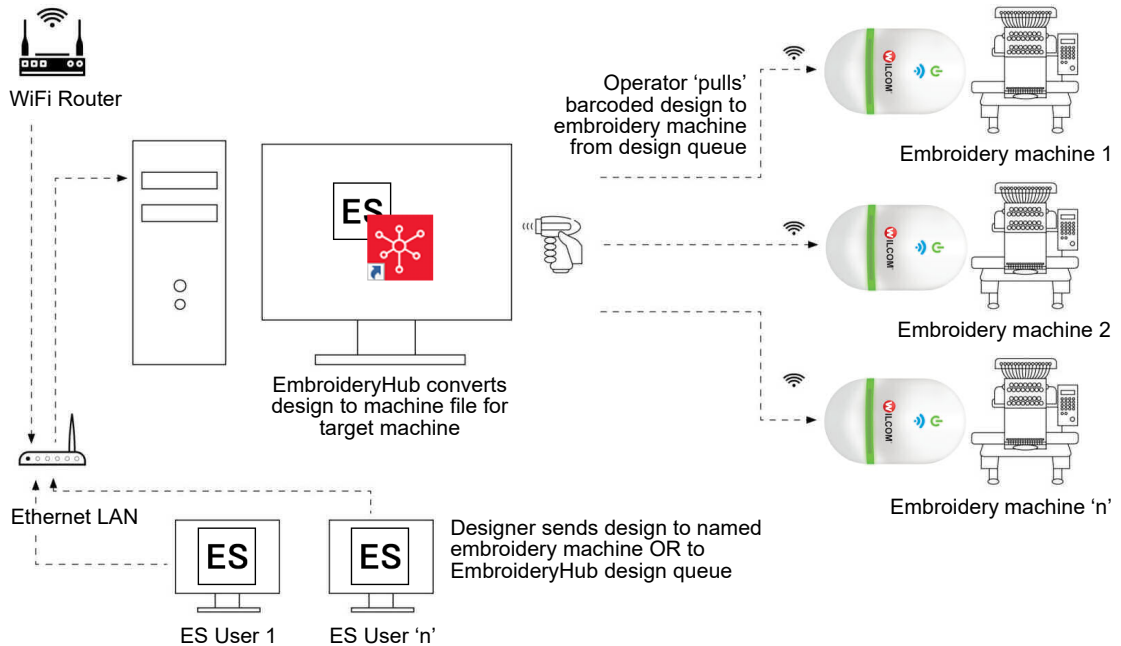 WiFi Router
Operator ‘pulls’
barcoded design to
embroidery machine
from design queue
WILCOM
Embroidery machine 1
ES
WILCOM
Embroidery machine 2
EmbroideryHub converts
design to machine file for
target machine
WILCOM
Embroidery machine ‘n’
Ethernet LAN
ES
ES
Designer sends design to named
embroidery machine OR to
EmbroideryHub design queue
ES User 1
ES User ‘n’